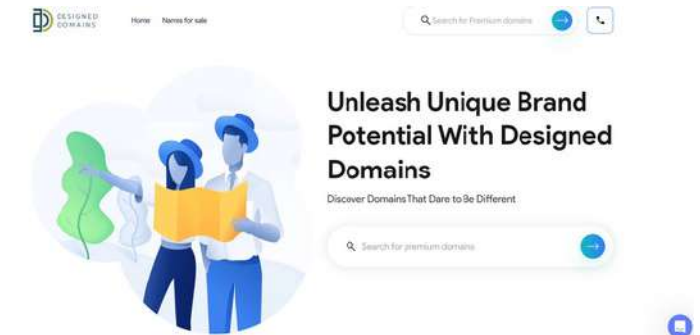 DESIGNED
DOMAINS
Home
Names for sale
Search for Premium domains
Unleash Unique Brand
Potential With Designed
Domains
Discover Domains That Dare to Be Different
Search for premium domains